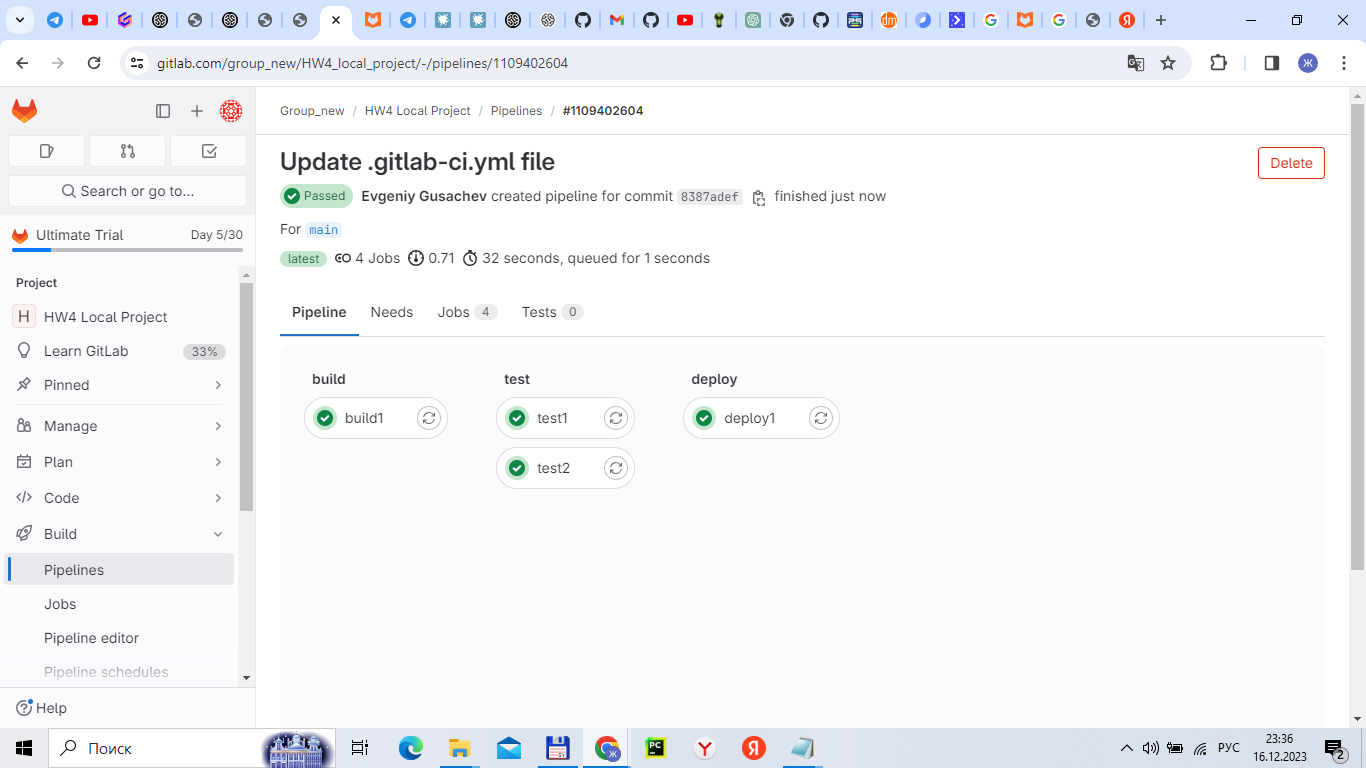 gitlab.com/group_new/HW4_local_project/-/pipelines/1109402604
Ж
Group_new / HW4 Local Project / Pipelines / #1109402604
Search or go to...
Ultimate Trial Day 5/30
Project
H HW4 Local Project
Learn GitLab 33%
Pinned
Manage
Plan
Code
Build
Pipelines
Jobs
Pipeline editor
Pipeline schedules
Help
Update .gitlab-ci.yml file
Delete
Passed Evgeniy Gusachev created pipeline for commit 8387adef finished just now
For main
latest 4 Jobs 0.71 32 seconds, queued for 1 seconds
Pipeline Needs Jobs 4 Tests 0
build test deploy
build1 test1 deploy1
test2
Поиск
PC
Ж
РУС
23:36
16.12.2023
2